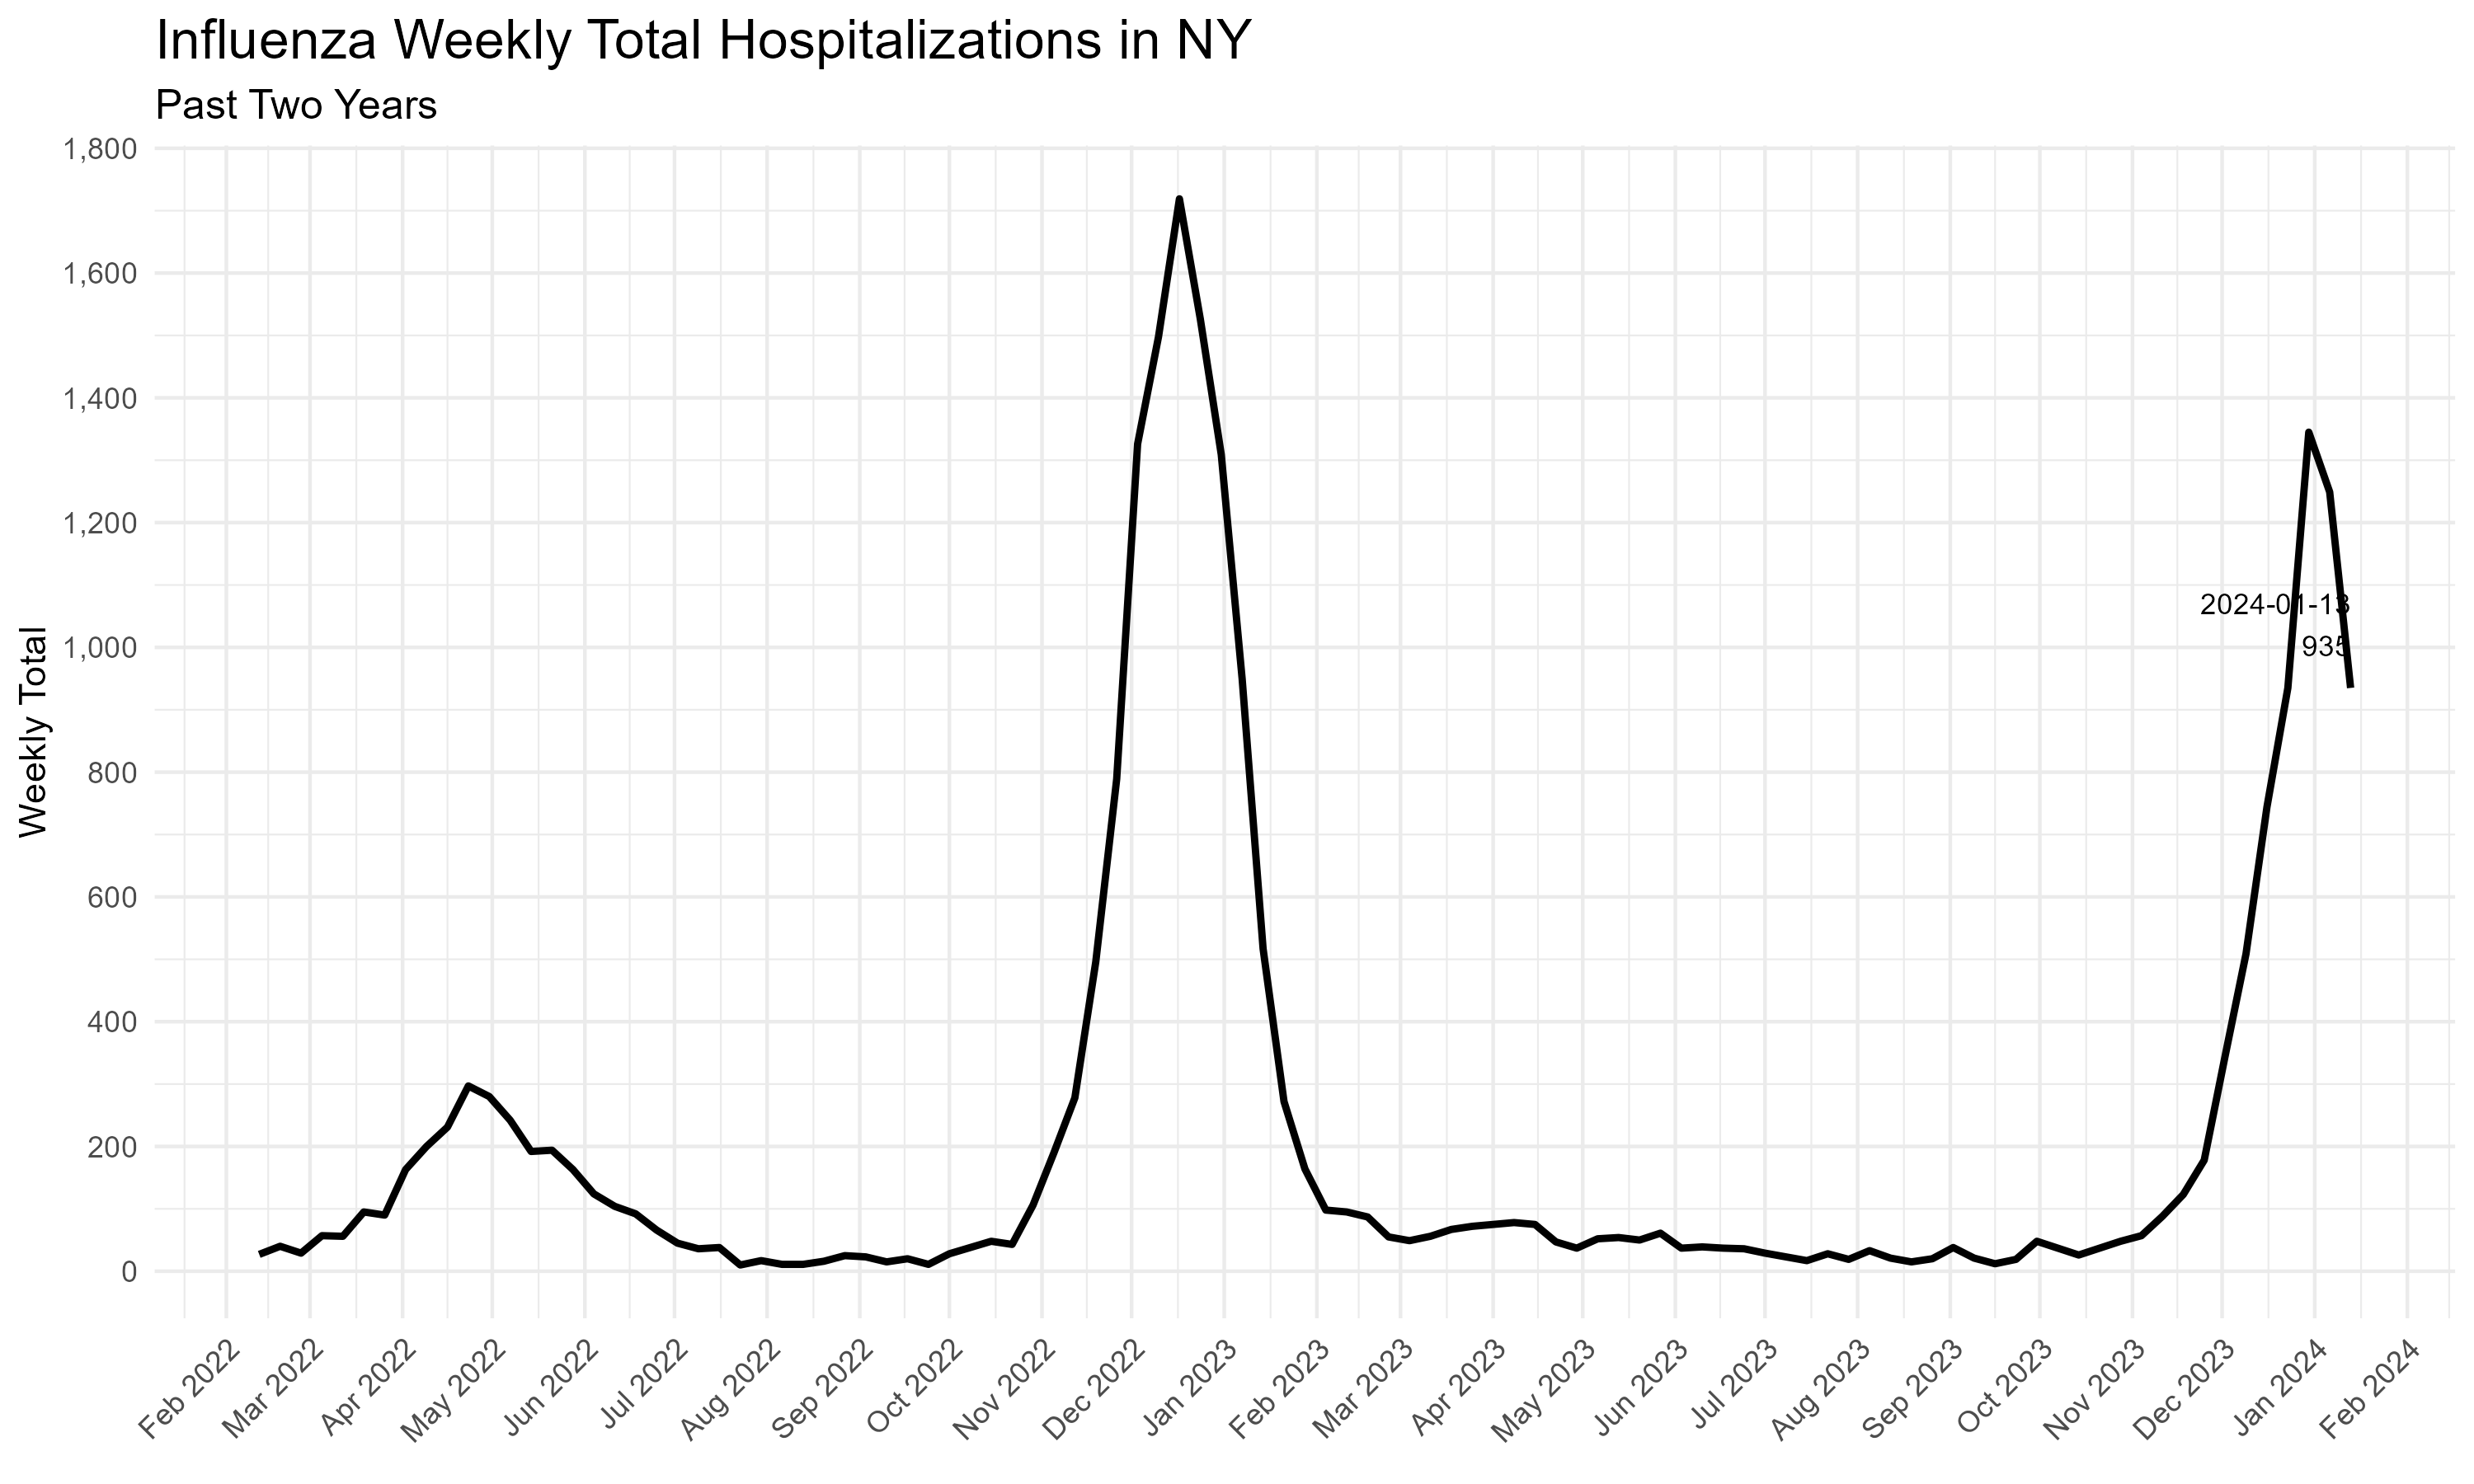 Influenza Weekly Total Hospitalizations in NY
Past Two Years
1,800
1,600
1,400
1,200
1,000
800
600
400
200
0
Weekly Total
2024-01-13
935
Feb 2022
Mar 2022
Apr 2022
May 2022
Jun 2022
Jul 2022
Aug 2022
Sep 2022
Oct 2022
Nov 2022
Dec 2022
Jan 2023
Feb 2023
Mar 2023
Apr 2023
May 2023
Jun 2023
Jul 2023
Aug 2023
Sep 2023
Oct 2023
Nov 2023
Dec 2023
Jan 2024
Feb 2024